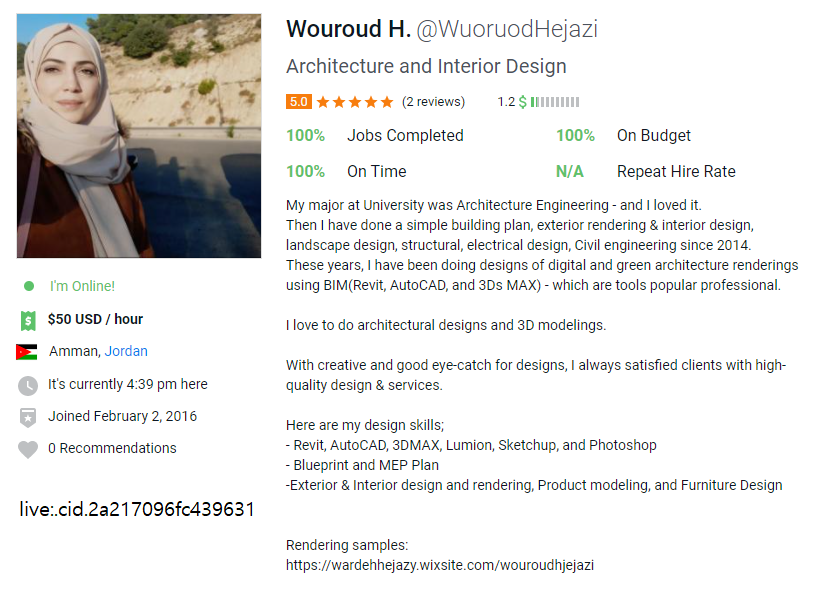 Wouroud H. @WuoruodHejazi
Architecture and Interior Design
5.0 (2 reviews) 1.2 $
100% Jobs Completed 100% On Budget
100% On Time N/A Repeat Hire Rate
My major at University was Architecture Engineering - and I loved it.
Then I have done a simple building plan, exterior rendering & interior design,
landscape design, structural, electrical design, Civil engineering since 2014.
These years, I have been doing designs of digital and green architecture renderings
using BIM(Revit, AutoCAD, and 3Ds MAX) - which are tools popular professional.
I love to do architectural designs and 3D modelings.
With creative and good eye-catch for designs, I always satisfied clients with high-
quality design & services.
Here are my design skills;
- Revit, AutoCAD, 3DMAX, Lumion, Sketchup, and Photoshop
- Blueprint and MEP Plan
-Exterior & Interior design and rendering, Product modeling, and Furniture Design
Rendering samples:
https://wardehhejazy.wixsite.com/wouroudhjejazi
I'm Online!
$ $50 USD / hour
Amman, Jordan
It's currently 4:39 pm here
Joined February 2, 2016
0 Recommendations
live:.cid.2a217096fc439631